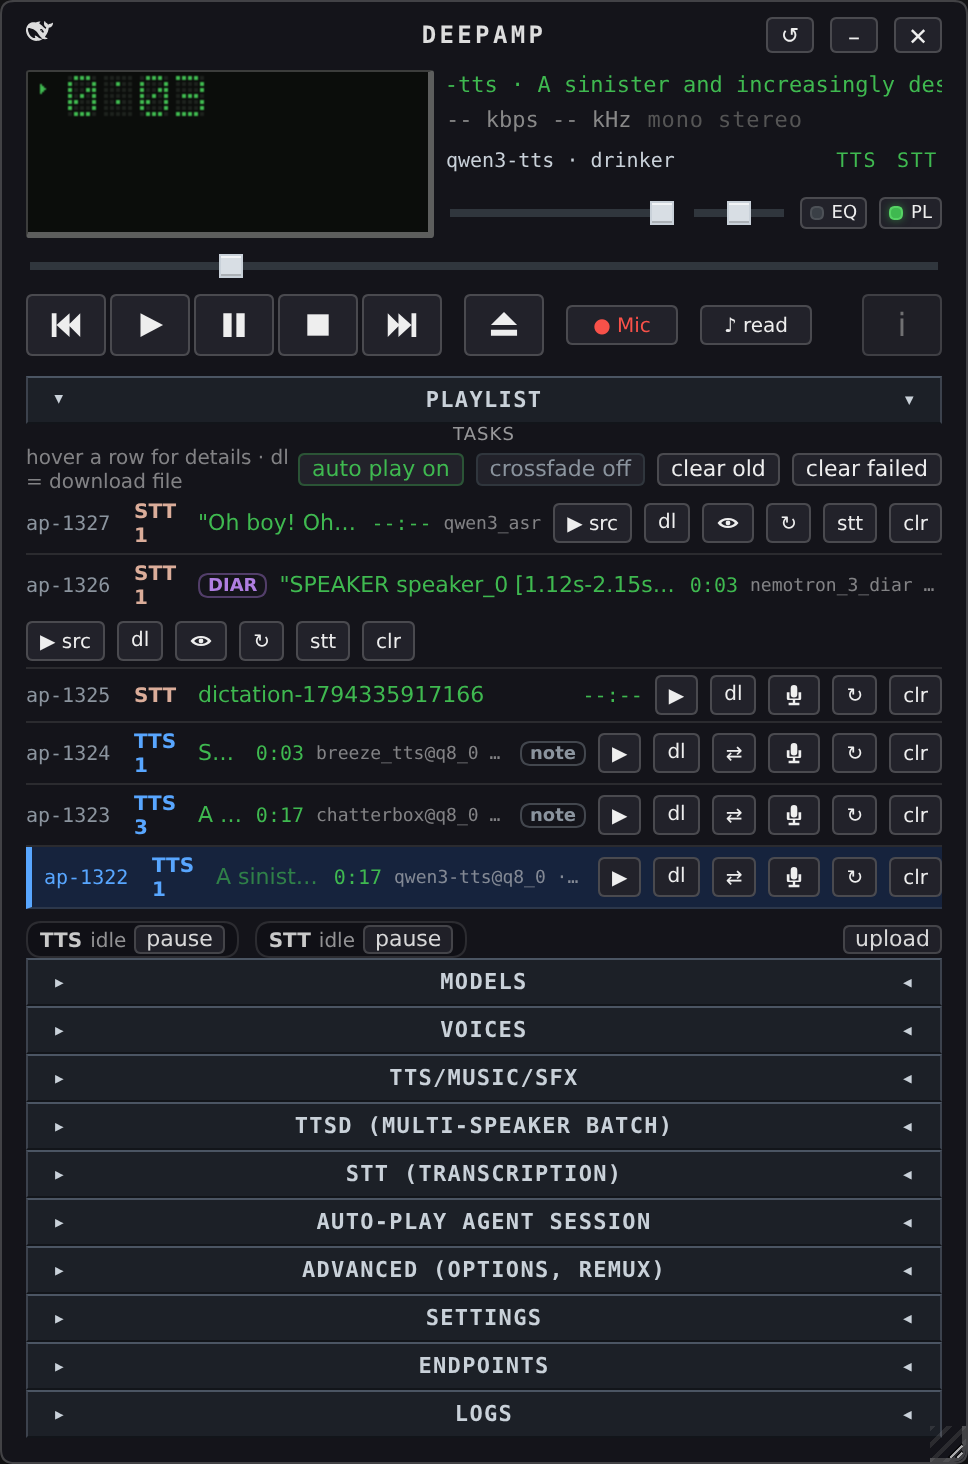 DEEPAMP
↺ – ✕
0:03
-tts · A sinister and increasingly des
-- kbps -- kHz mono stereo
qwen3-tts · drinker TTS STT
EQ PL
● Mic ♪ read i
▼ PLAYLIST ▼
TASKS
hover a row for details · dl
= download file
auto play on crossfade off clear old clear failed
ap-1327 STT 1 "Oh boy! Oh… --:-- qwen3_asr ▶ src dl ↻ stt clr
ap-1326 STT 1 DIAR "SPEAKER speaker_0 [1.12s-2.15s… 0:03 nemotron_3_diar …
▶ src dl ↻ stt clr
ap-1325 STT dictation-1794335917166 --:-- ▶ dl ↻ clr
ap-1324 TTS 1 S… 0:03 breeze_tts@q8_0 … note ▶ dl ⇄ ↻ clr
ap-1323 TTS 3 A … 0:17 chatterbox@q8_0 … note ▶ dl ⇄ ↻ clr
ap-1322 TTS 1 A sinist… 0:17 qwen3-tts@q8_0 ·… ▶ dl ⇄ ↻ clr
TTS idle pause STT idle pause upload
▶ MODELS ◀
▶ VOICES ◀
▶ TTS/MUSIC/SFX ◀
▶ TTSD (MULTI-SPEAKER BATCH) ◀
▶ STT (TRANSCRIPTION) ◀
▶ AUTO-PLAY AGENT SESSION ◀
▶ ADVANCED (OPTIONS, REMUX) ◀
▶ SETTINGS ◀
▶ ENDPOINTS ◀
▶ LOGS ◀